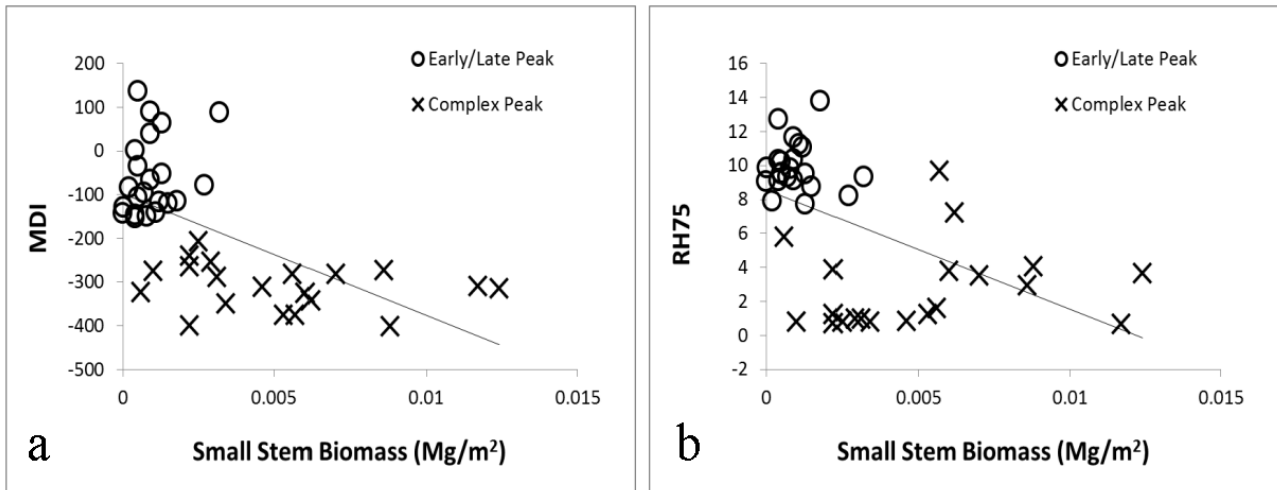 200
100
0
-100
-200
-300
-400
-500
MDI
Early/Late Peak
Complex Peak
0
0.005
0.01
0.015
Small Stem Biomass (Mg/m²)
a
16
14
12
10
8
6
4
2
0
-2
RH75
Early/Late Peak
Complex Peak
0
0.005
0.01
0.015
Small Stem Biomass (Mg/m²)
b